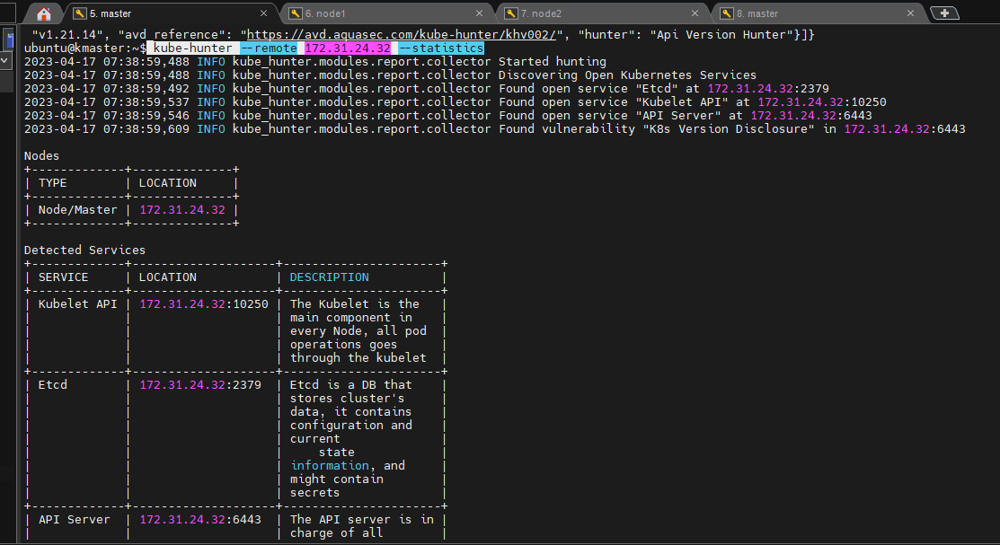 5. master
6. node1
7. node2
8. master
"v1.21.14", "avd_reference": "https://avd.aquasec.com/kube-hunter/khv002/", "hunter": "Api Version Hunter"}]}
ubuntu@kmaster:~$ kube-hunter --remote 172.31.24.32 --statistics
2023-04-17 07:38:59,488 INFO kube_hunter.modules.report.collector Started hunting
2023-04-17 07:38:59,488 INFO kube_hunter.modules.report.collector Discovering Open Kubernetes Services
2023-04-17 07:38:59,492 INFO kube_hunter.modules.report.collector Found open service "Etcd" at 172.31.24.32:2379
2023-04-17 07:38:59,537 INFO kube_hunter.modules.report.collector Found open service "Kubelet API" at 172.31.24.32:10250
2023-04-17 07:38:59,546 INFO kube_hunter.modules.report.collector Found open service "API Server" at 172.31.24.32:6443
2023-04-17 07:38:59,609 INFO kube_hunter.modules.report.collector Found vulnerability "K8s Version Disclosure" in 172.31.24.32:6443
Nodes
+-------------+--------------+
| TYPE        | LOCATION     |
+-------------+--------------+
| Node/Master | 172.31.24.32 |
+-------------+--------------+
Detected Services
+-------------+--------------------+----------------------+
| SERVICE     | LOCATION           | DESCRIPTION          |
+-------------+--------------------+----------------------+
| Kubelet API | 172.31.24.32:10250 | The Kubelet is the   |
|             |                    | main component in    |
|             |                    | every Node, all pod  |
|             |                    | operations goes      |
|             |                    | through the kubelet  |
+-------------+--------------------+----------------------+
| Etcd        | 172.31.24.32:2379  | Etcd is a DB that    |
|             |                    | stores cluster's     |
|             |                    | data, it contains    |
|             |                    | configuration and    |
|             |                    | current              |
|             |                    |     state            |
|             |                    | information, and     |
|             |                    | might contain        |
|             |                    | secrets              |
+-------------+--------------------+----------------------+
| API Server  | 172.31.24.32:6443  | The API server is in |
|             |                    | charge of all        |